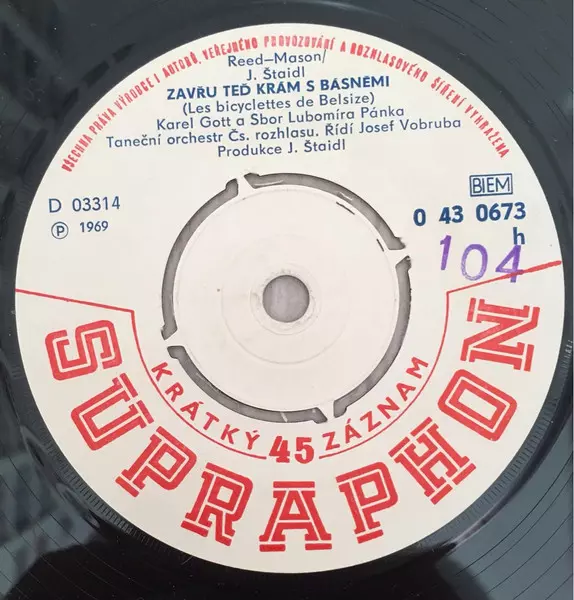 VŠECHNA PRÁVA VÝROBCE I AUTORŮ, VEŘEJNÉHO PROVOZOVÁNÍ A ROZHLASOVÉHO ŠÍŘENÍ VYHRAZENA
Reed—Mason/
J. Štaidl
ZAVŘU TEĎ KRÁM S BÁSNĚMI
(Les bicyclettes de Belsize)
Karel Gott a Sbor Lubomíra Pánka
Taneční orchestr Čs. rozhlasu. Řídí Josef Vobruba
Produkce J. Štaidl
D 03314
Ⓟ 1969
BIEM
0 43 0673
h
104
KRÁTKÝ 45 ZÁZNAM
SUPRAPHON